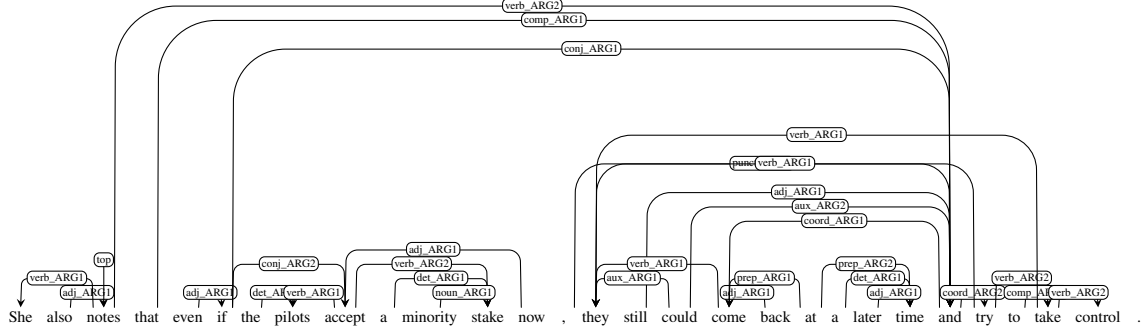 verb_ARG2
comp_ARG1
conj_ARG1
verb_ARG1
verb_ARG1
adj_ARG1
aux_ARG2
coord_ARG1
adj_ARG1
top
conj_ARG2 verb_ARG2 verb_ARG1 prep_ARG2
verb_ARG1 det_ARG1 aux_ARG1 prep_ARG1 det_ARG1 verb_ARG2
adj_ARG1 adj_ARG1 verb_ARG1 noun_ARG1 adj_ARG1 adj_ARG1 coord_ARG2 verb_ARG2
She also notes that even if the pilots accept a minority stake now , they still could come back at a later time and try to take control .